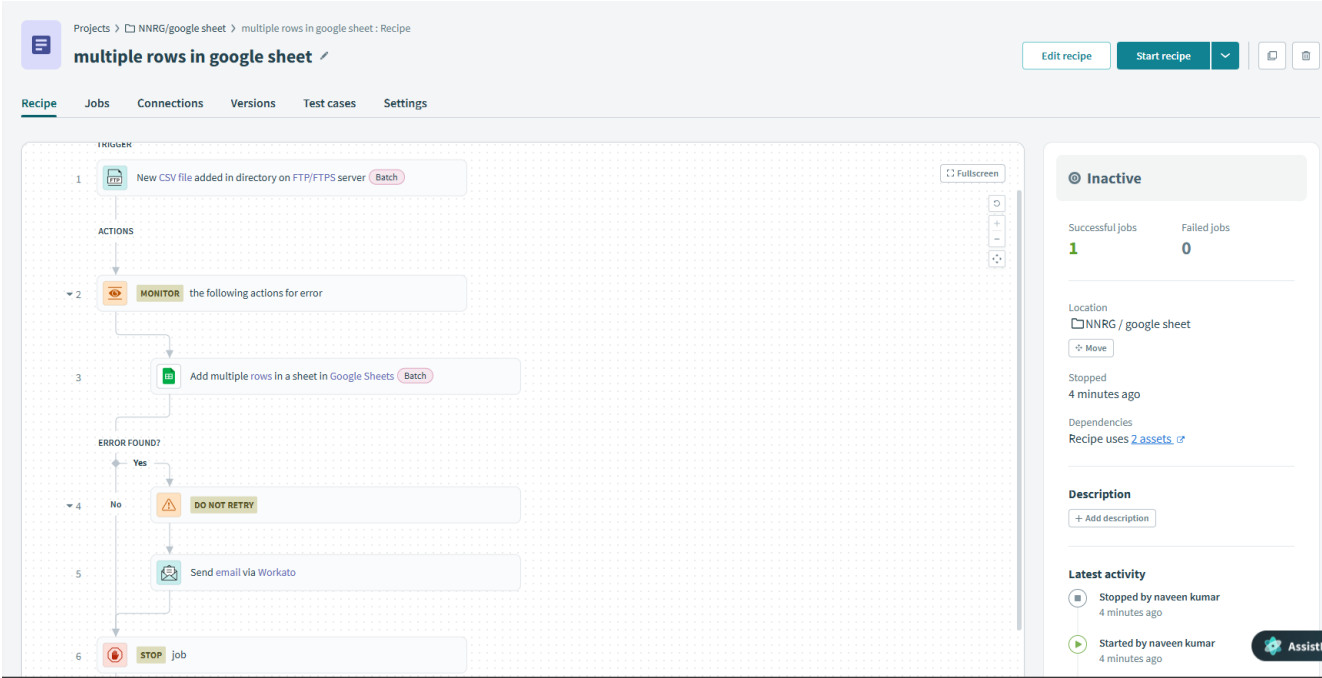 Projects > NNRG/google sheet > multiple rows in google sheet : Recipe
multiple rows in google sheet
Edit recipe
Start recipe
Recipe Jobs Connections Versions Test cases Settings
TRIGGER
1 FTP New CSV file added in directory on FTP/FTPS server Batch
Fullscreen
ACTIONS
2 MONITOR the following actions for error
3 Add multiple rows in a sheet in Google Sheets Batch
ERROR FOUND?
Yes
No
4 DO NOT RETRY
5 Send email via Workato
6 STOP job
Inactive
Successful jobs Failed jobs
1 0
Location
NNRG / google sheet
Move
Stopped
4 minutes ago
Dependencies
Recipe uses 2 assets
Description
+ Add description
Latest activity
Stopped by naveen kumar
4 minutes ago
Started by naveen kumar
4 minutes ago